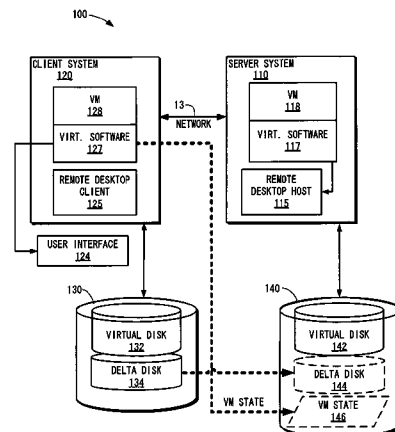 100
CLIENT SYSTEM
120
VM
128
VIRT. SOFTWARE
127
REMOTE DESKTOP
CLIENT
125
USER INTERFACE
124
13
NETWORK
SERVER SYSTEM
110
VM
118
VIRT. SOFTWARE
117
REMOTE
DESKTOP HOST
115
130
VIRTUAL DISK
132
DELTA DISK
134
VM STATE
140
VIRTUAL DISK
142
DELTA DISK
144
VM STATE
146